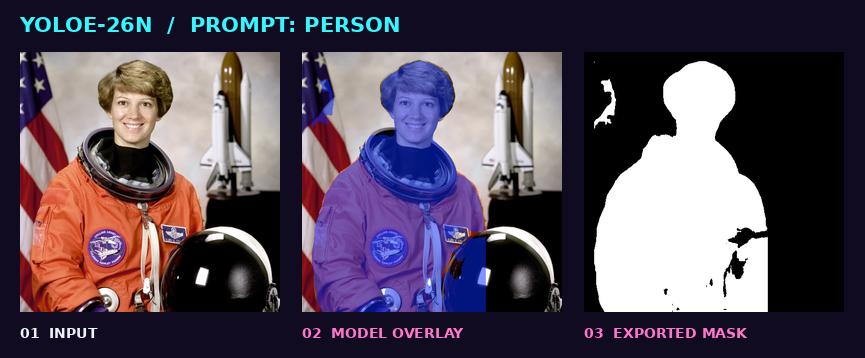 YOLOE-26N / PROMPT: PERSON
01 INPUT
02 MODEL OVERLAY
03 EXPORTED MASK